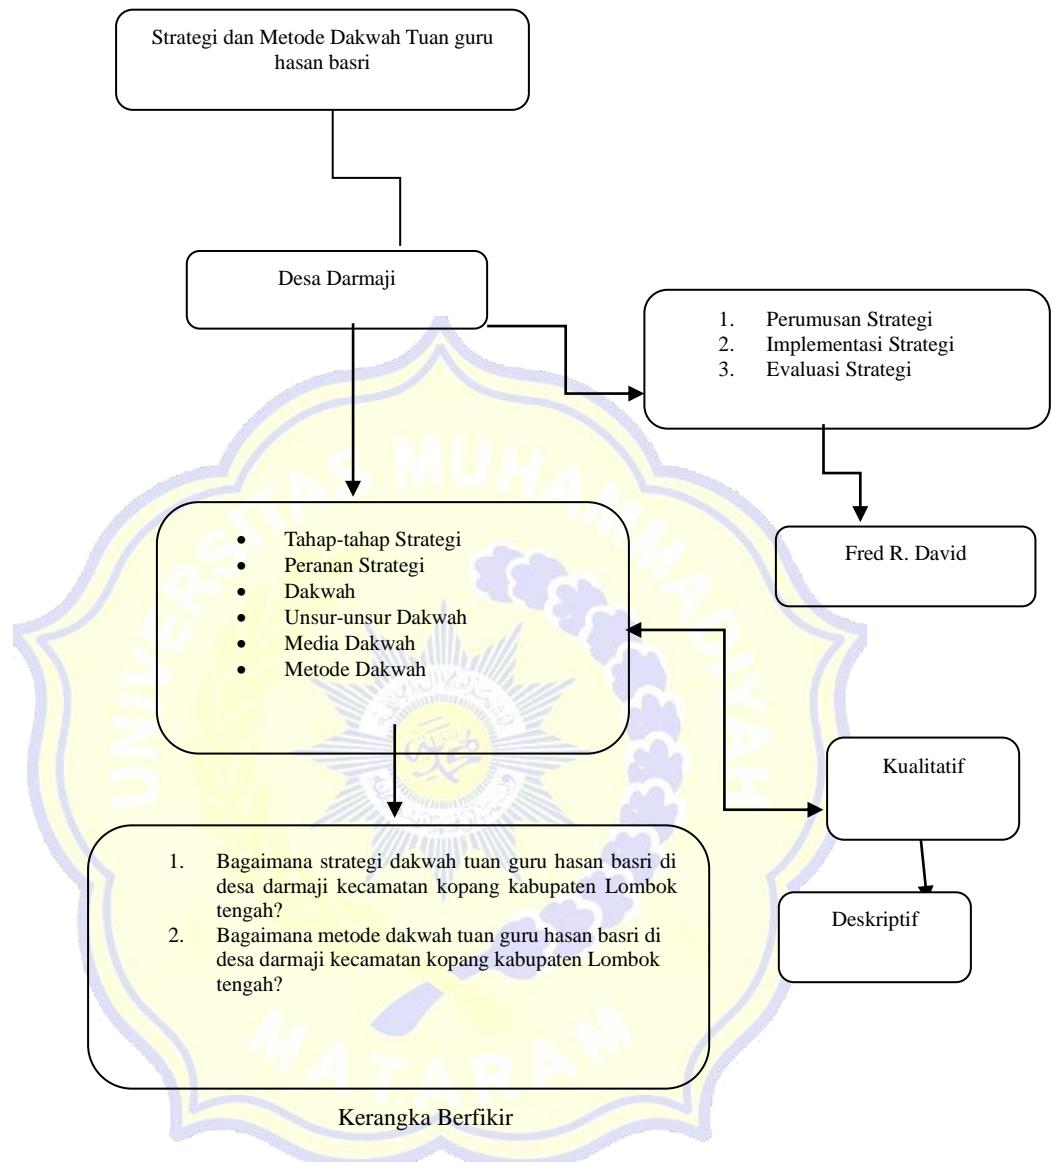 Strategi dan Metode Dakwah Tuan guru
hasan basri
Desa Darmaji
1. Perumusan Strategi
2. Implementasi Strategi
3. Evaluasi Strategi
Fred R. David
• Tahap-tahap Strategi
• Peranan Strategi
• Dakwah
• Unsur-unsur Dakwah
• Media Dakwah
• Metode Dakwah
Kualitatif
Deskriptif
1. Bagaimana strategi dakwah tuan guru hasan basri di
desa darmaji kecamatan kopang kabupaten Lombok
tengah?
2. Bagaimana metode dakwah tuan guru hasan basri di
desa darmaji kecamatan kopang kabupaten Lombok
tengah?
Kerangka Berfikir
UNIVERSITAS MUHAMMADIYAH
MATARAM